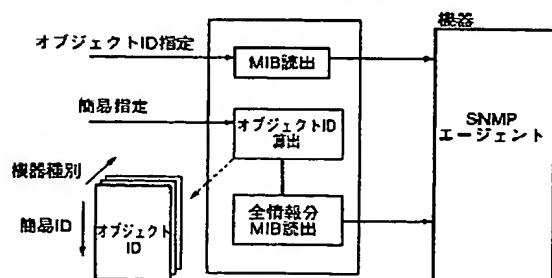 機器
オブジェクトID指定
MIB読出
簡易指定
オブジェクトID
算出
SNMP
エージェント
機器種別
簡易ID
オブジェクト
ID
全情報分
MIB読出